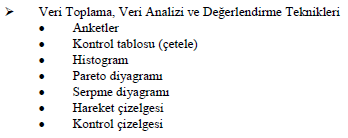 ➢ Veri Toplama, Veri Analizi ve Değerlendirme Teknikleri
• Anketler
• Kontrol tablosu (çetele)
• Histogram
• Pareto diyagramı
• Serpme diyagramı
• Hareket çizelgesi
• Kontrol çizelgesi